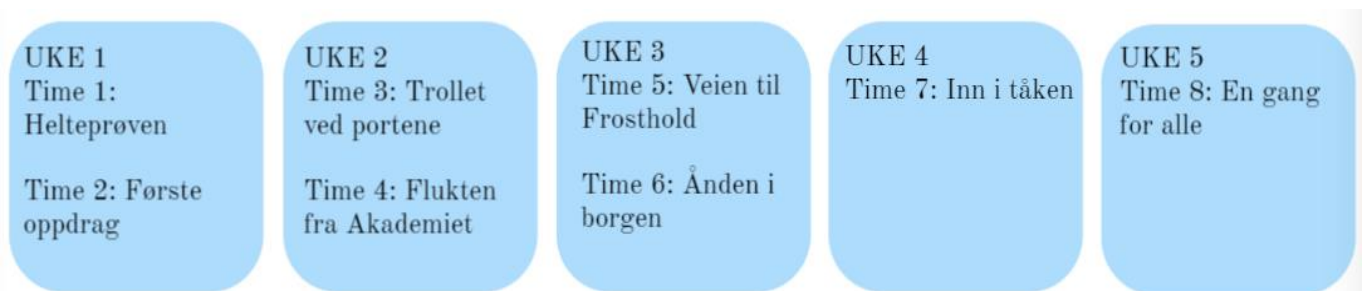 UKE 1
Time 1:
Helteprøven
Time 2: Første
oppdrag
UKE 2
Time 3: Trollet
ved portene
Time 4: Flukten
fra Akademiet
UKE 3
Time 5: Veien til
Frosthold
Time 6: Ånden i
borgen
UKE 4
Time 7: Inn i tåken
UKE 5
Time 8: En gang
for alle